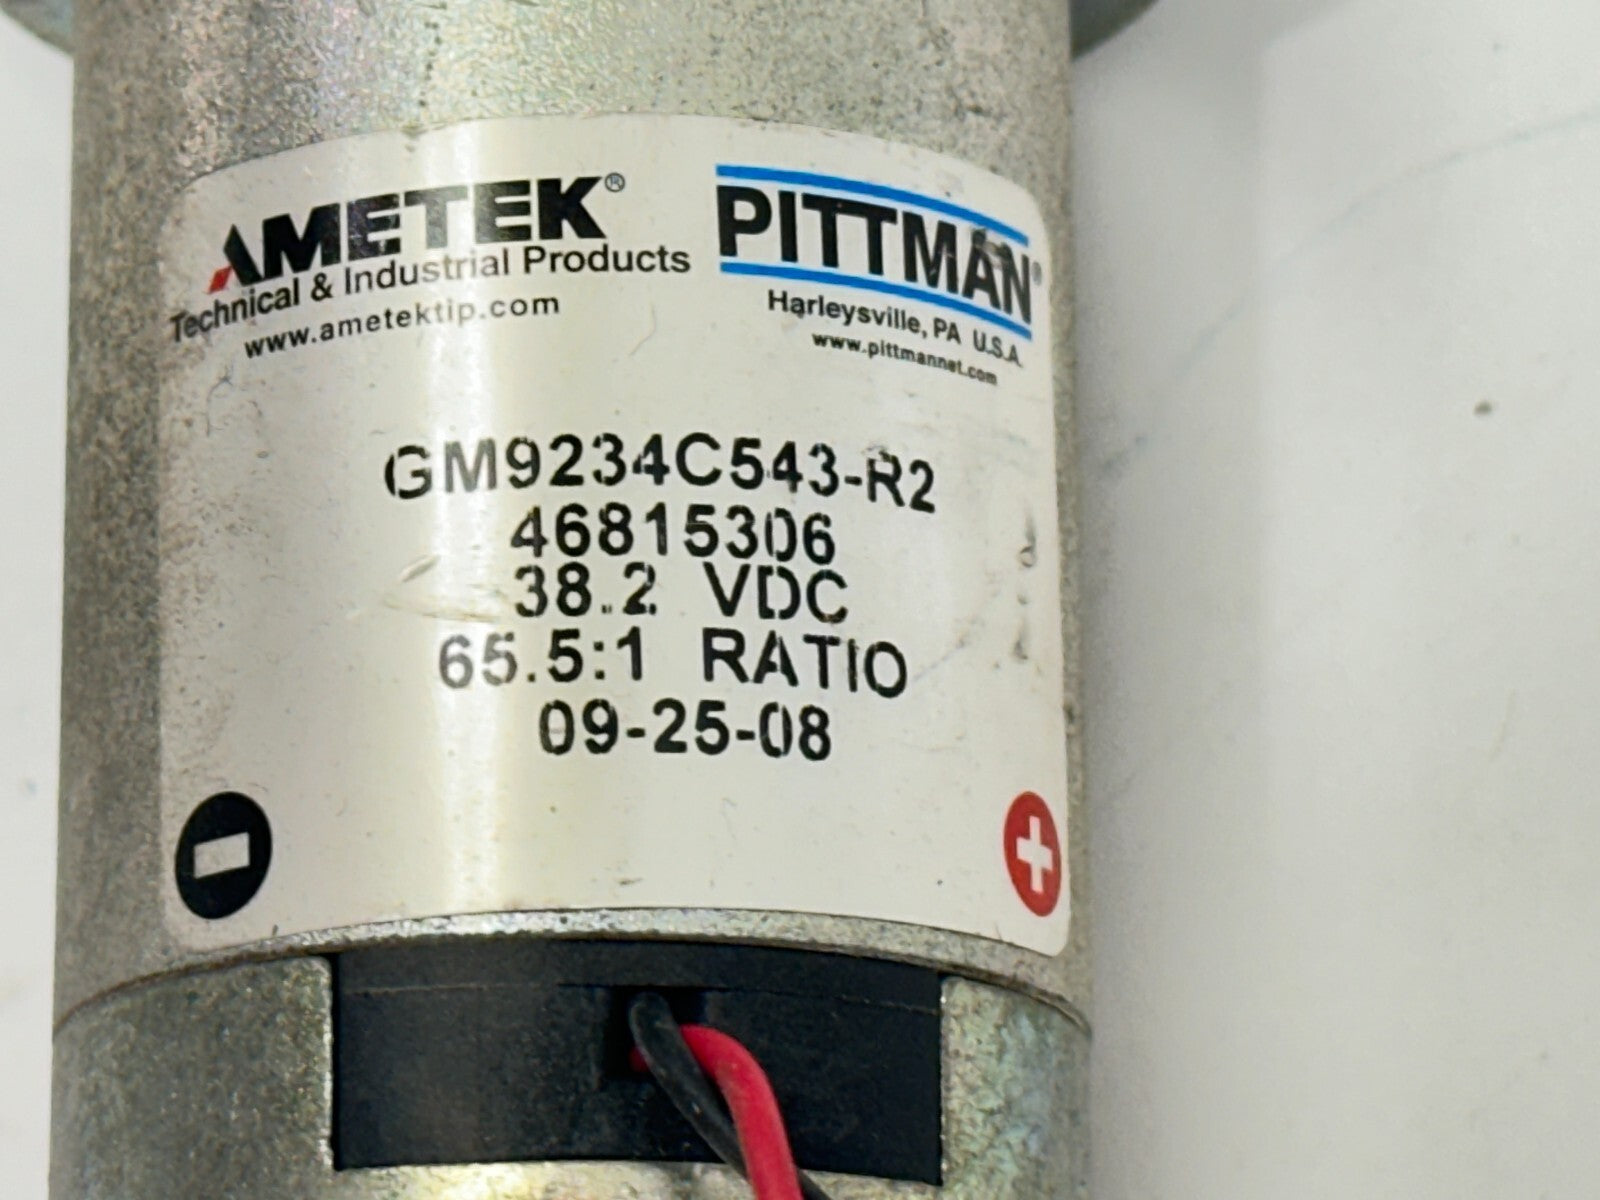 AMETEK®
Technical & Industrial Products
www.ametektip.com
PITTMAN®
Harleysville, PA U.S.A.
www.pittmannet.com
GM9234C543-R2
46815306
38.2 VDC
65.5:1 RATIO
09-25-08